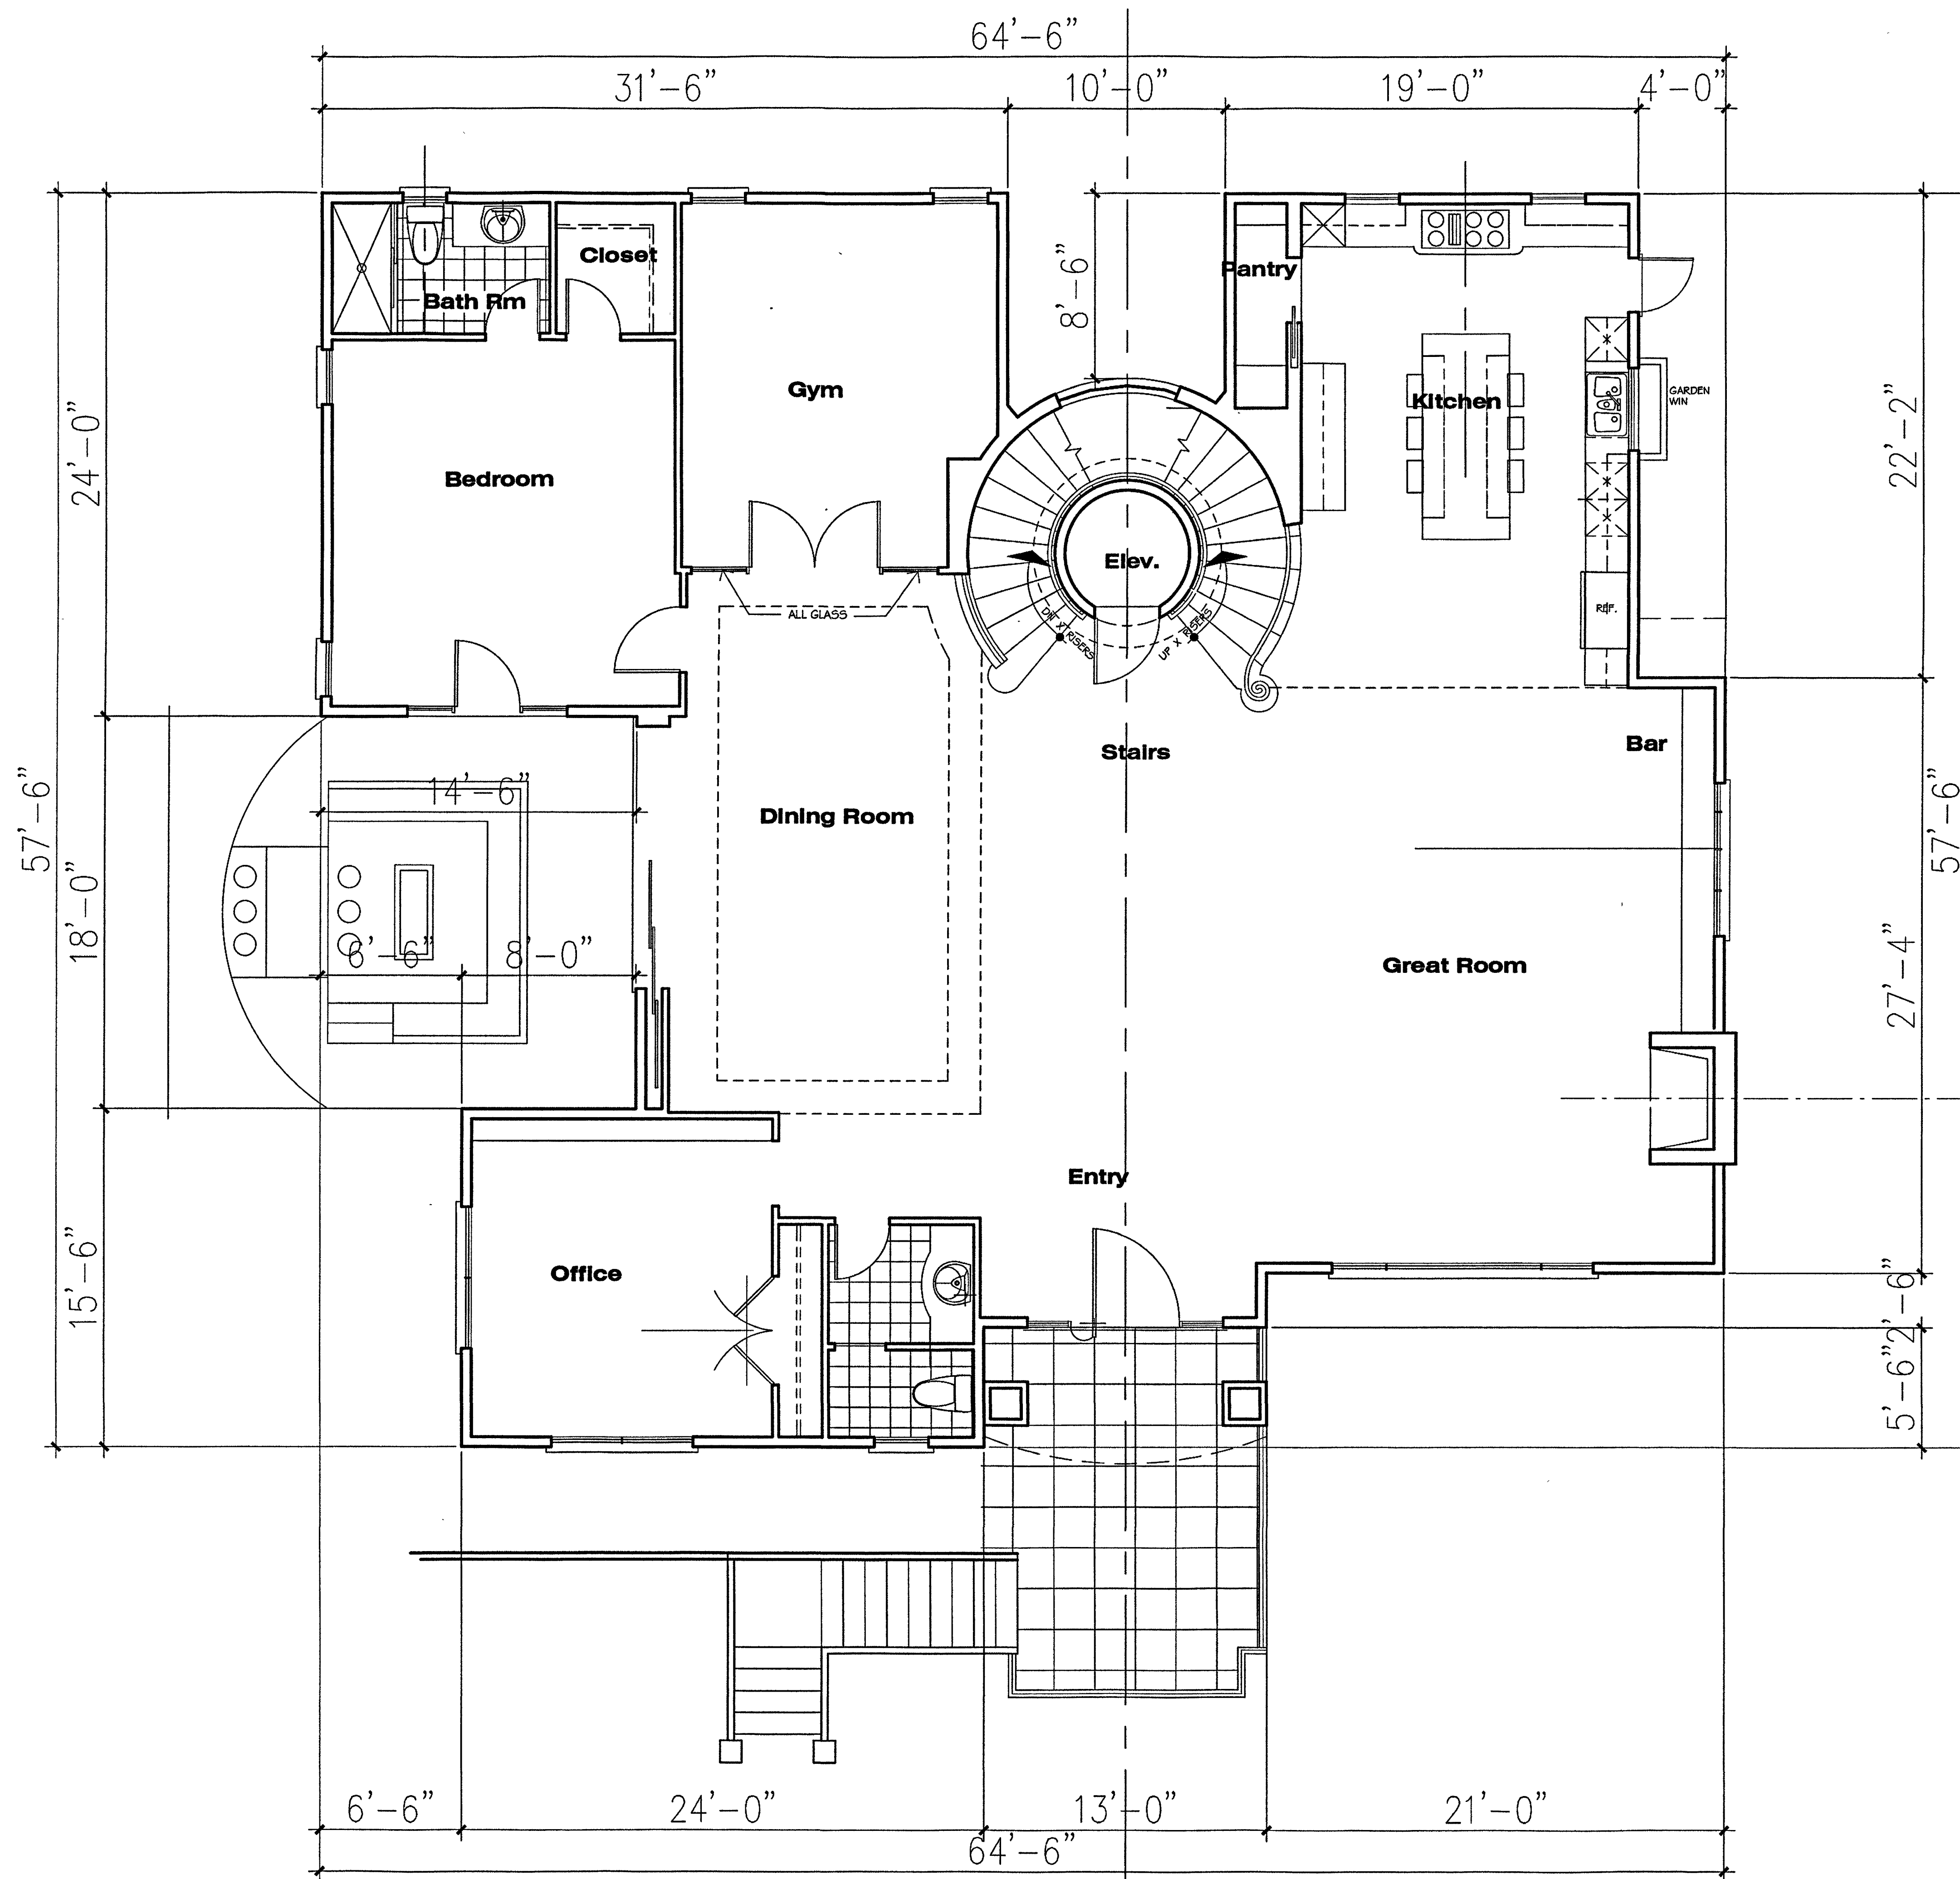 64'-6"
31'-6" 10'-0" 19'-0" 4'-0"
Closet
Bath Rm
8'-6"
Pantry
Gym
Kitchen
GARDEN
WIN
24'-0"
22'-2"
Bedroom
Elev.
ALL GLASS
DN X RISERS
UP X RISERS
REF.
Stairs
Bar
57'-6"
14'-6"
Dining Room
57'-6"
18'-0"
6'-6" 8'-0"
Great Room
27'-4"
Entry
15'-6"
Office
2'-6"
5'-6"
6'-6" 24'-0" 13'-0" 21'-0"
64'-6"